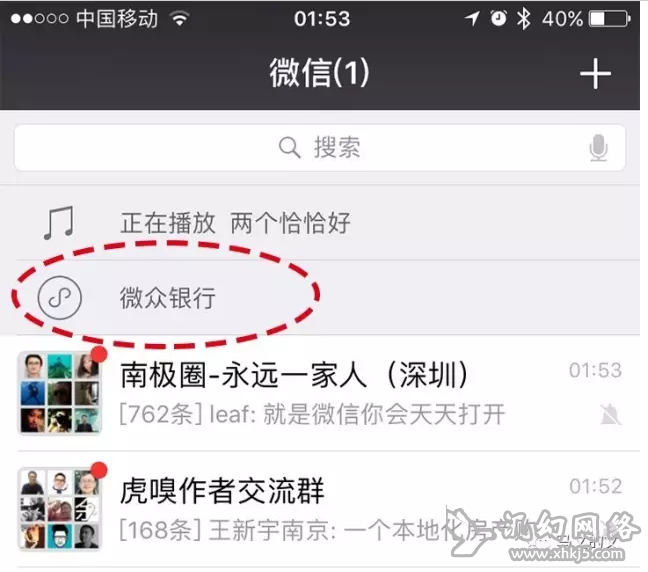 中国移动 01:53 40%
微信(1)
搜索
正在播放 两个恰恰好
微众银行
南极圈-永远一家人（深圳） 01:53
[762条] leaf: 就是微信你会天天打开
虎嗅作者交流群 01:52
[168条] 王新宇南京: 一个本地化房产
网络
www.xhkj5.com